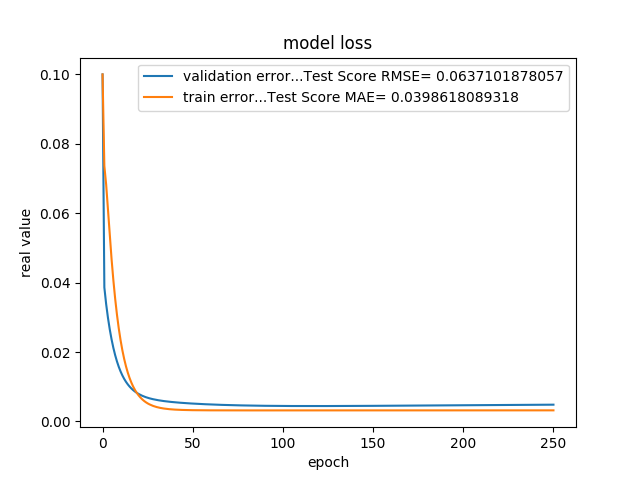 model loss
validation error...Test Score RMSE= 0.0637101878057
train error...Test Score MAE= 0.0398618089318
0.10
0.08
0.06
0.04
0.02
0.00
real value
0 50 100 150 200 250
epoch